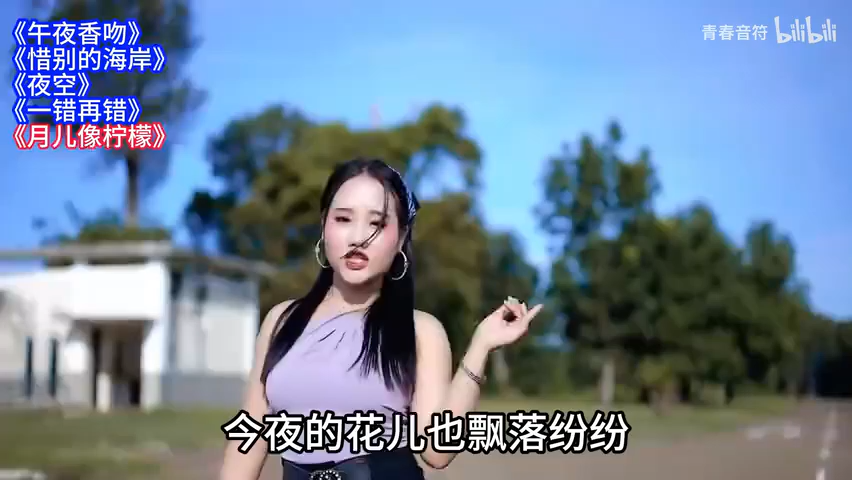 《午夜香吻》
《惜别的海岸》
《夜空》
《一错再错》
《月儿像柠檬》
青春音符 bilibili
今夜的花儿也飘落纷纷